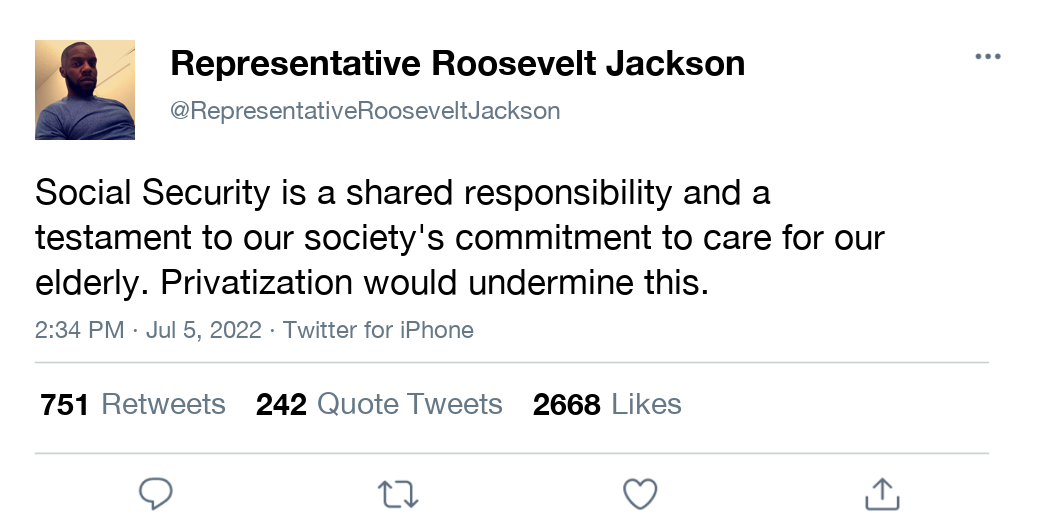 Representative Roosevelt Jackson
@RepresentativeRooseveltJackson
Social Security is a shared responsibility and a
testament to our society's commitment to care for our
elderly. Privatization would undermine this.
2:34 PM · Jul 5, 2022 · Twitter for iPhone
751 Retweets 242 Quote Tweets 2668 Likes